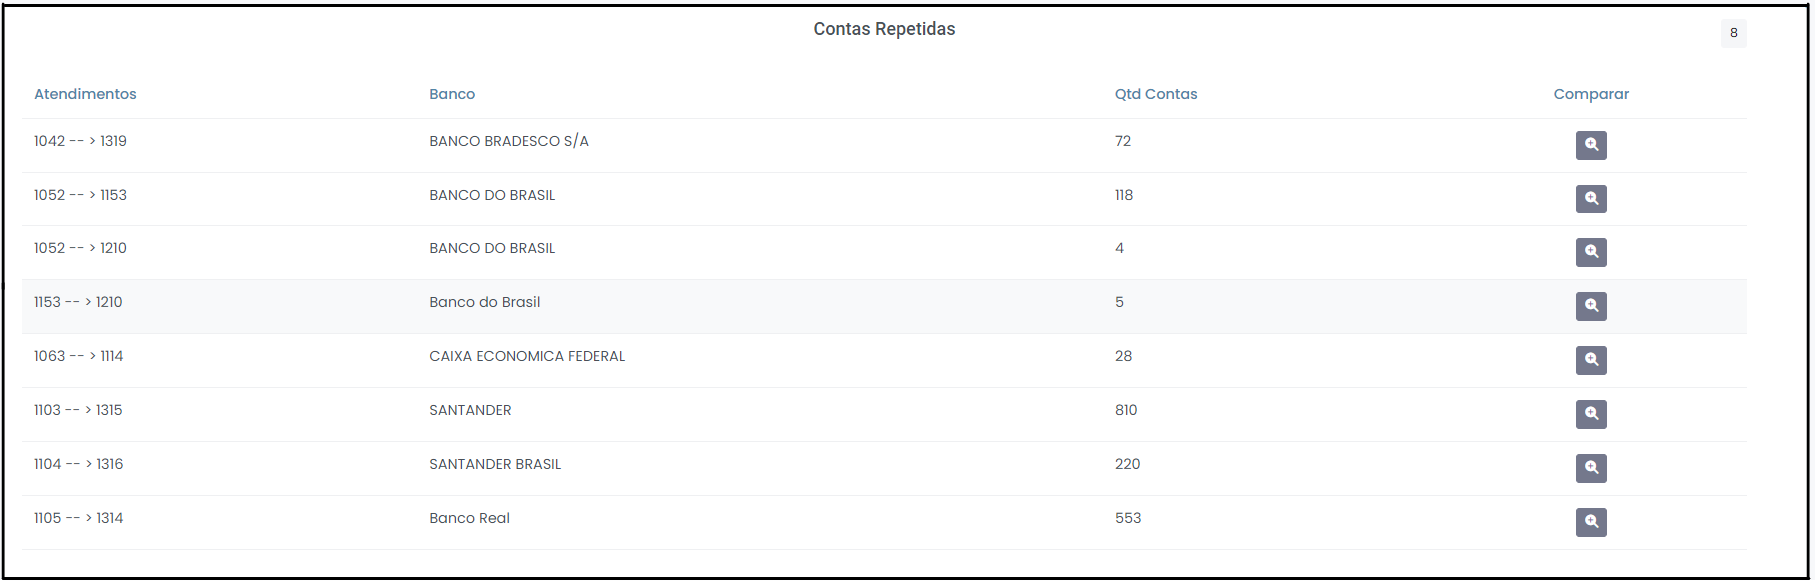 Contas Repetidas 8
Atendimentos Banco Qtd Contas Comparar
1042 -- > 1319 BANCO BRADESCO S/A 72
1052 -- > 1153 BANCO DO BRASIL 118
1052 -- > 1210 BANCO DO BRASIL 4
1153 -- > 1210 Banco do Brasil 5
1063 -- > 1114 CAIXA ECONOMICA FEDERAL 28
1103 -- > 1315 SANTANDER 810
1104 -- > 1316 SANTANDER BRASIL 220
1105 -- > 1314 Banco Real 553